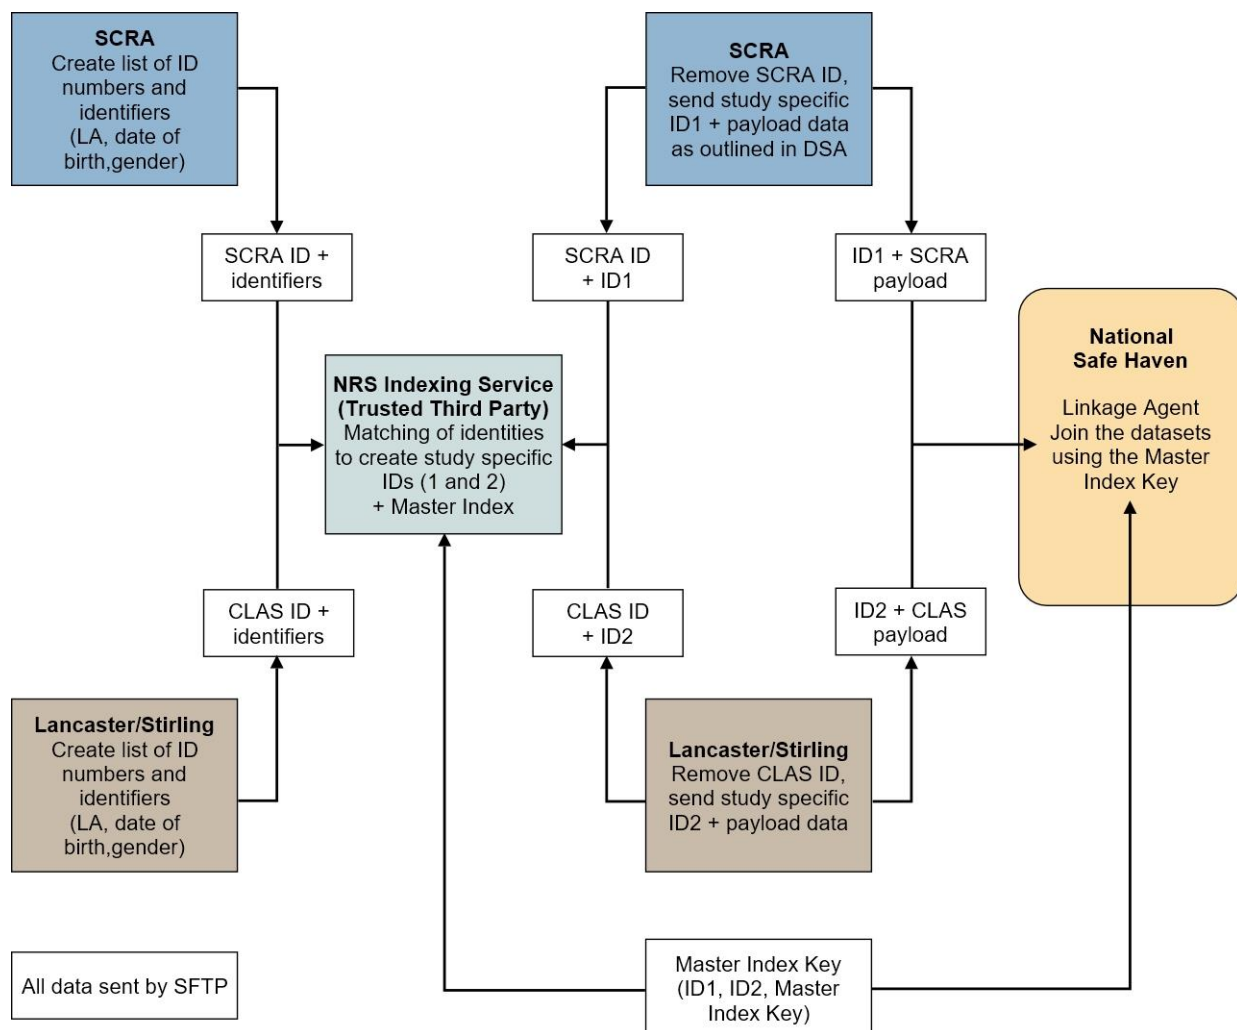 SCRA
Create list of ID
numbers and
identifiers
(LA, date of
birth,gender)
SCRA
Remove SCRA ID,
send study specific
ID1 + payload data
as outlined in DSA
SCRA ID +
identifiers
SCRA ID
+ ID1
ID1 + SCRA
payload
NRS Indexing Service
(Trusted Third Party)
Matching of identities
to create study specific
IDs (1 and 2)
+ Master Index
National
Safe Haven
Linkage Agent
Join the datasets
using the Master
Index Key
CLAS ID +
identifiers
CLAS ID
+ ID2
ID2 + CLAS
payload
Lancaster/Stirling
Create list of ID
numbers and
identifiers
(LA, date of
birth,gender)
Lancaster/Stirling
Remove CLAS ID,
send study specific
ID2 + payload data
All data sent by SFTP
Master Index Key
(ID1, ID2, Master
Index Key)